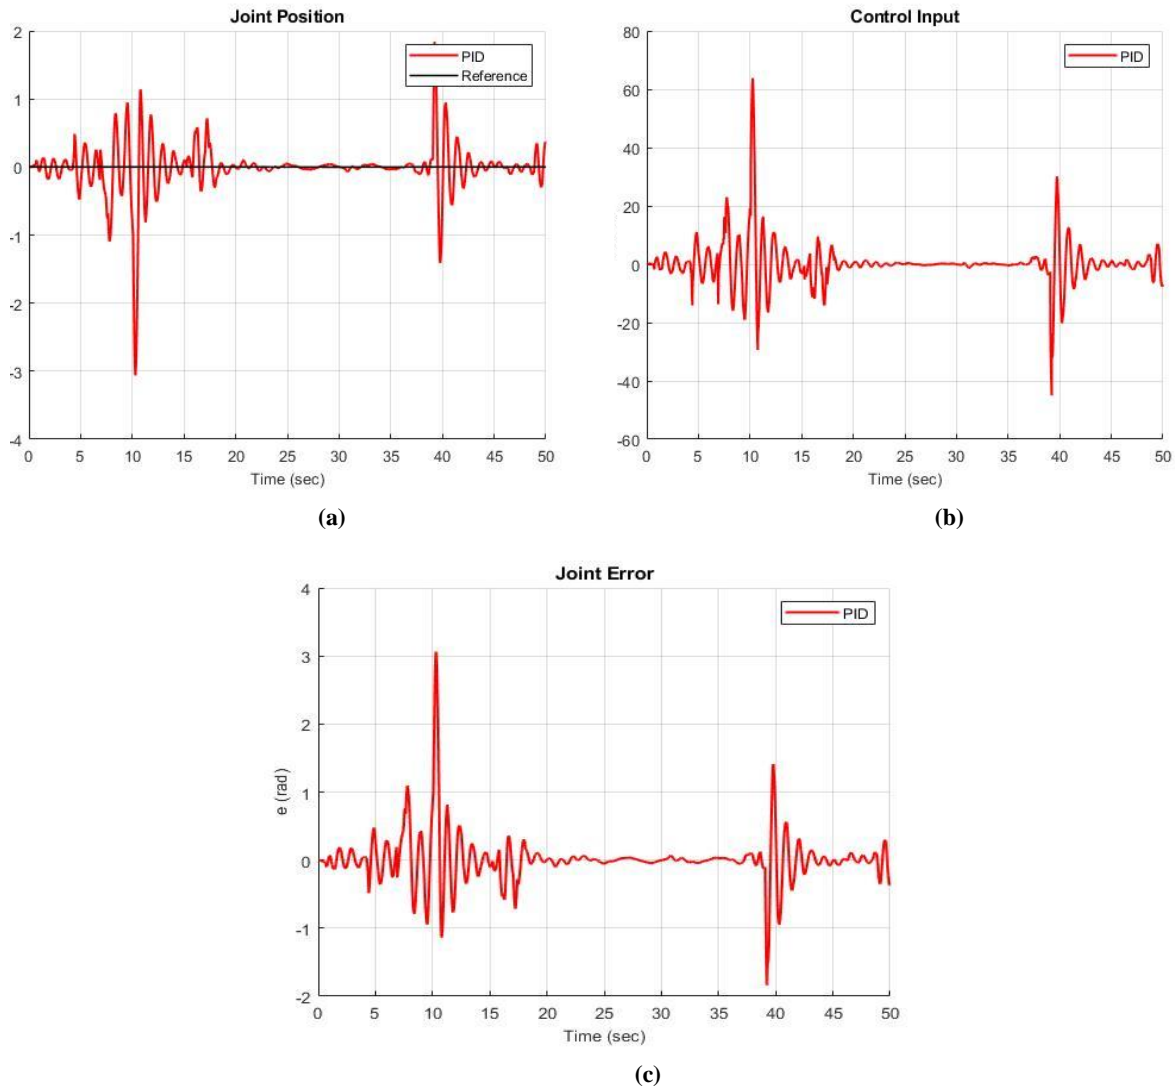 Joint Position
2
1
0
-1
-2
-3
-4
PID
Reference
0 5 10 15 20 25 30 35 40 45 50
Time (sec)
(a)
Control Input
80
60
40
20
0
-20
-40
-60
PID
0 5 10 15 20 25 30 35 40 45 50
Time (sec)
(b)
Joint Error
4
3
2
1
0
-1
-2
e (rad)
PID
0 5 10 15 20 25 30 35 40 45 50
Time (sec)
(c)